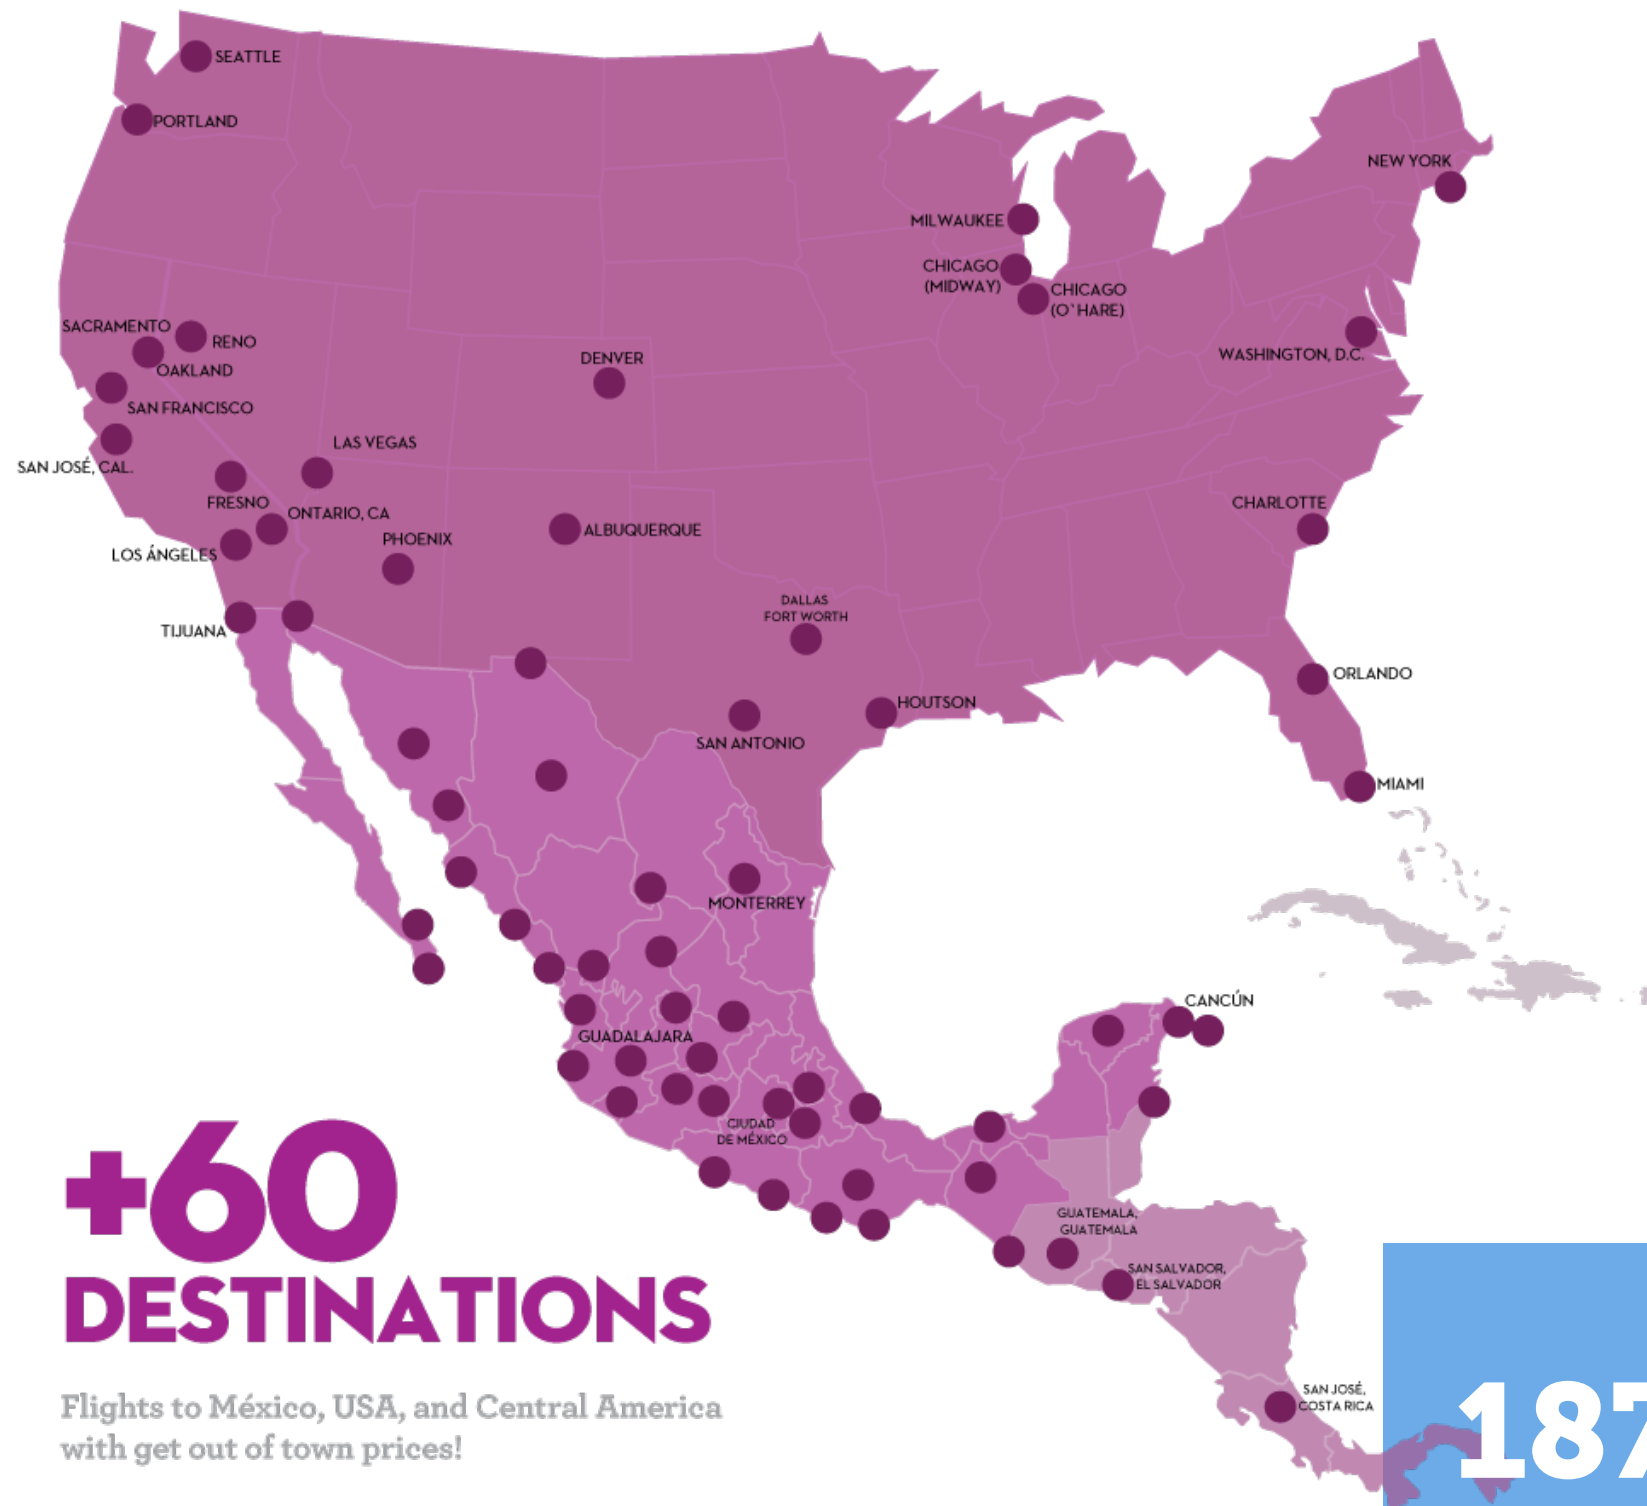 SEATTLE
PORTLAND
NEW YORK
MILWAUKEE
CHICAGO
(MIDWAY)
CHICAGO
(O`HARE)
SACRAMENTO
RENO
OAKLAND
WASHINGTON, D.C.
DENVER
SAN FRANCISCO
LAS VEGAS
SAN JOSÉ, CAL.
FRESNO
ONTARIO, CA
CHARLOTTE
PHOENIX
ALBUQUERQUE
LOS ÁNGELES
DALLAS
FORT WORTH
TIJUANA
ORLANDO
HOUTSON
SAN ANTONIO
MIAMI
MONTERREY
CANCÚN
GUADALAJARA
CIUDAD
DE MÉXICO
GUATEMALA,
GUATEMALA
SAN SALVADOR,
EL SALVADOR
SAN JOSÉ,
COSTA RICA
+60
DESTINATIONS
Flights to México, USA, and Central America
with get out of town prices!
187